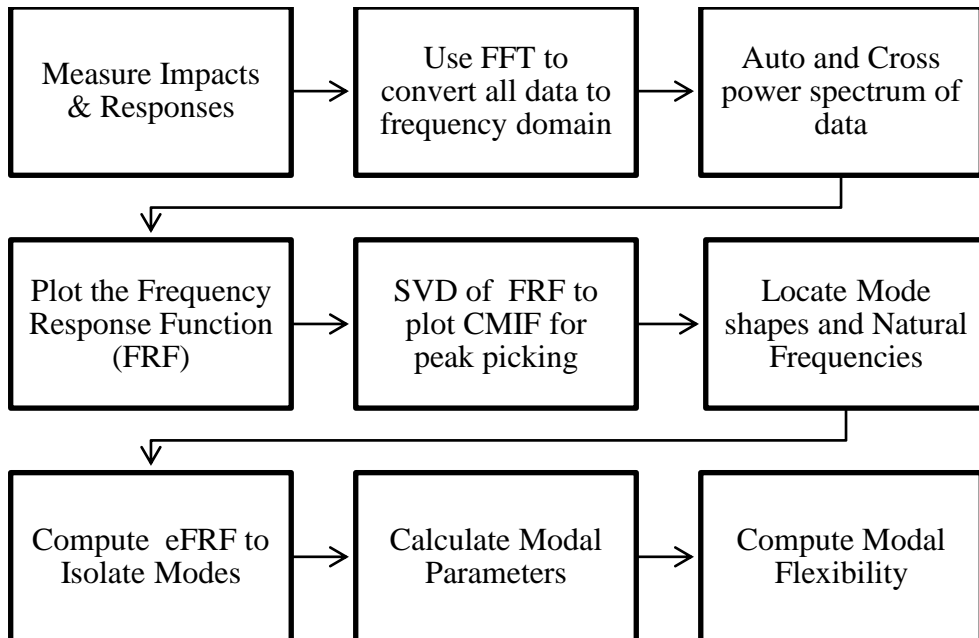 Measure Impacts
& Responses
Use FFT to
convert all data to
frequency domain
Auto and Cross
power spectrum of
data
Plot the Frequency
Response Function
(FRF)
SVD of FRF to
plot CMIF for
peak picking
Locate Mode
shapes and Natural
Frequencies
Compute eFRF to
Isolate Modes
Calculate Modal
Parameters
Compute Modal
Flexibility